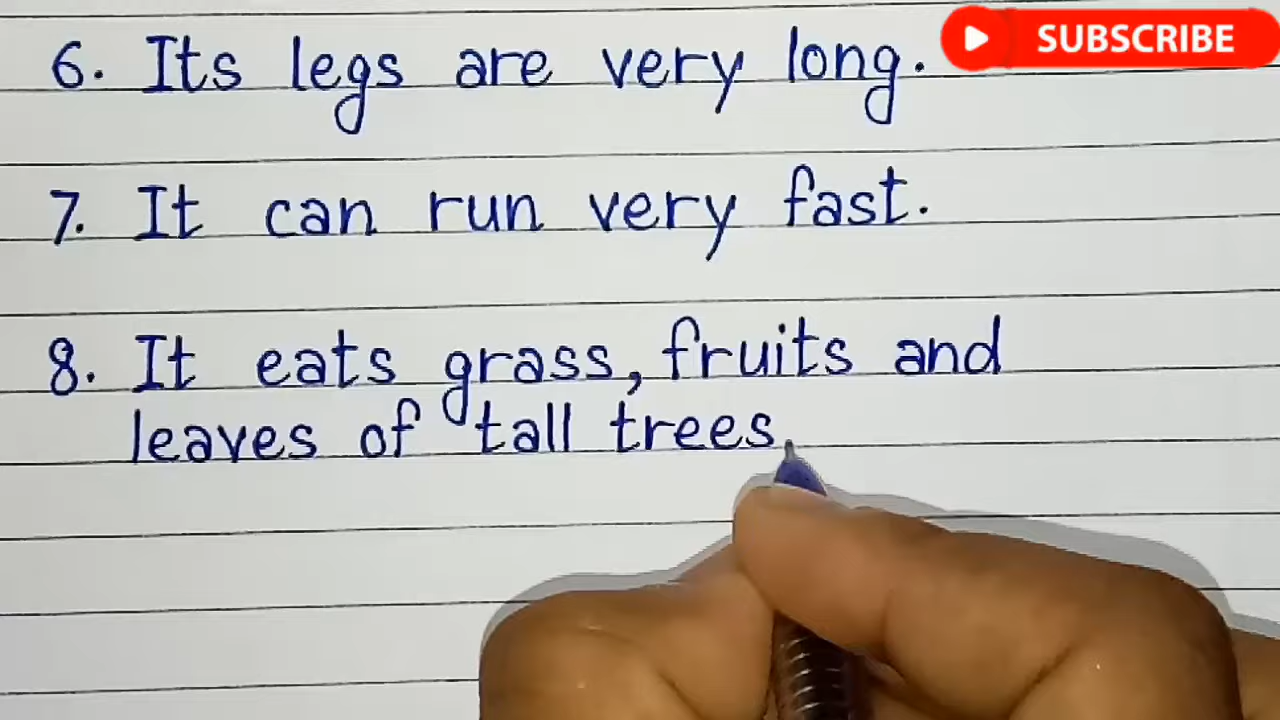 SUBSCRIBE
6. Its legs are very long.
7. It can run very fast.
8. It eats grass, fruits and
leaves of tall trees.